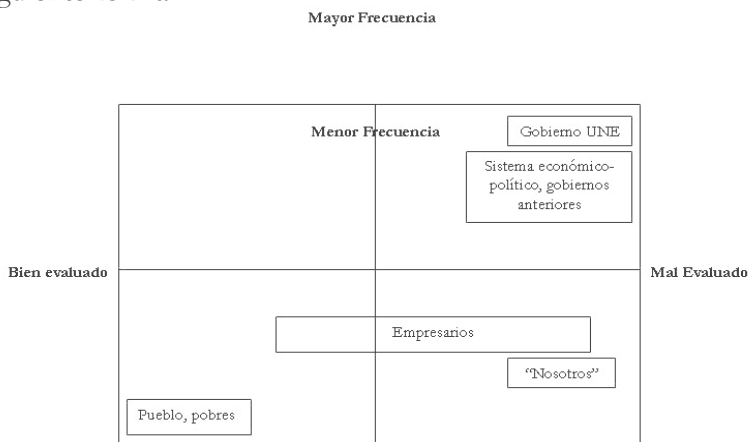 Mayor Frecuencia
Menor Frecuencia
Gobierno UNE
Sistema económico-
político, gobiernos
anteriores
Bien evaluado
Mal Evaluado
Empresarios
“Nosotros”
Pueblo, pobres